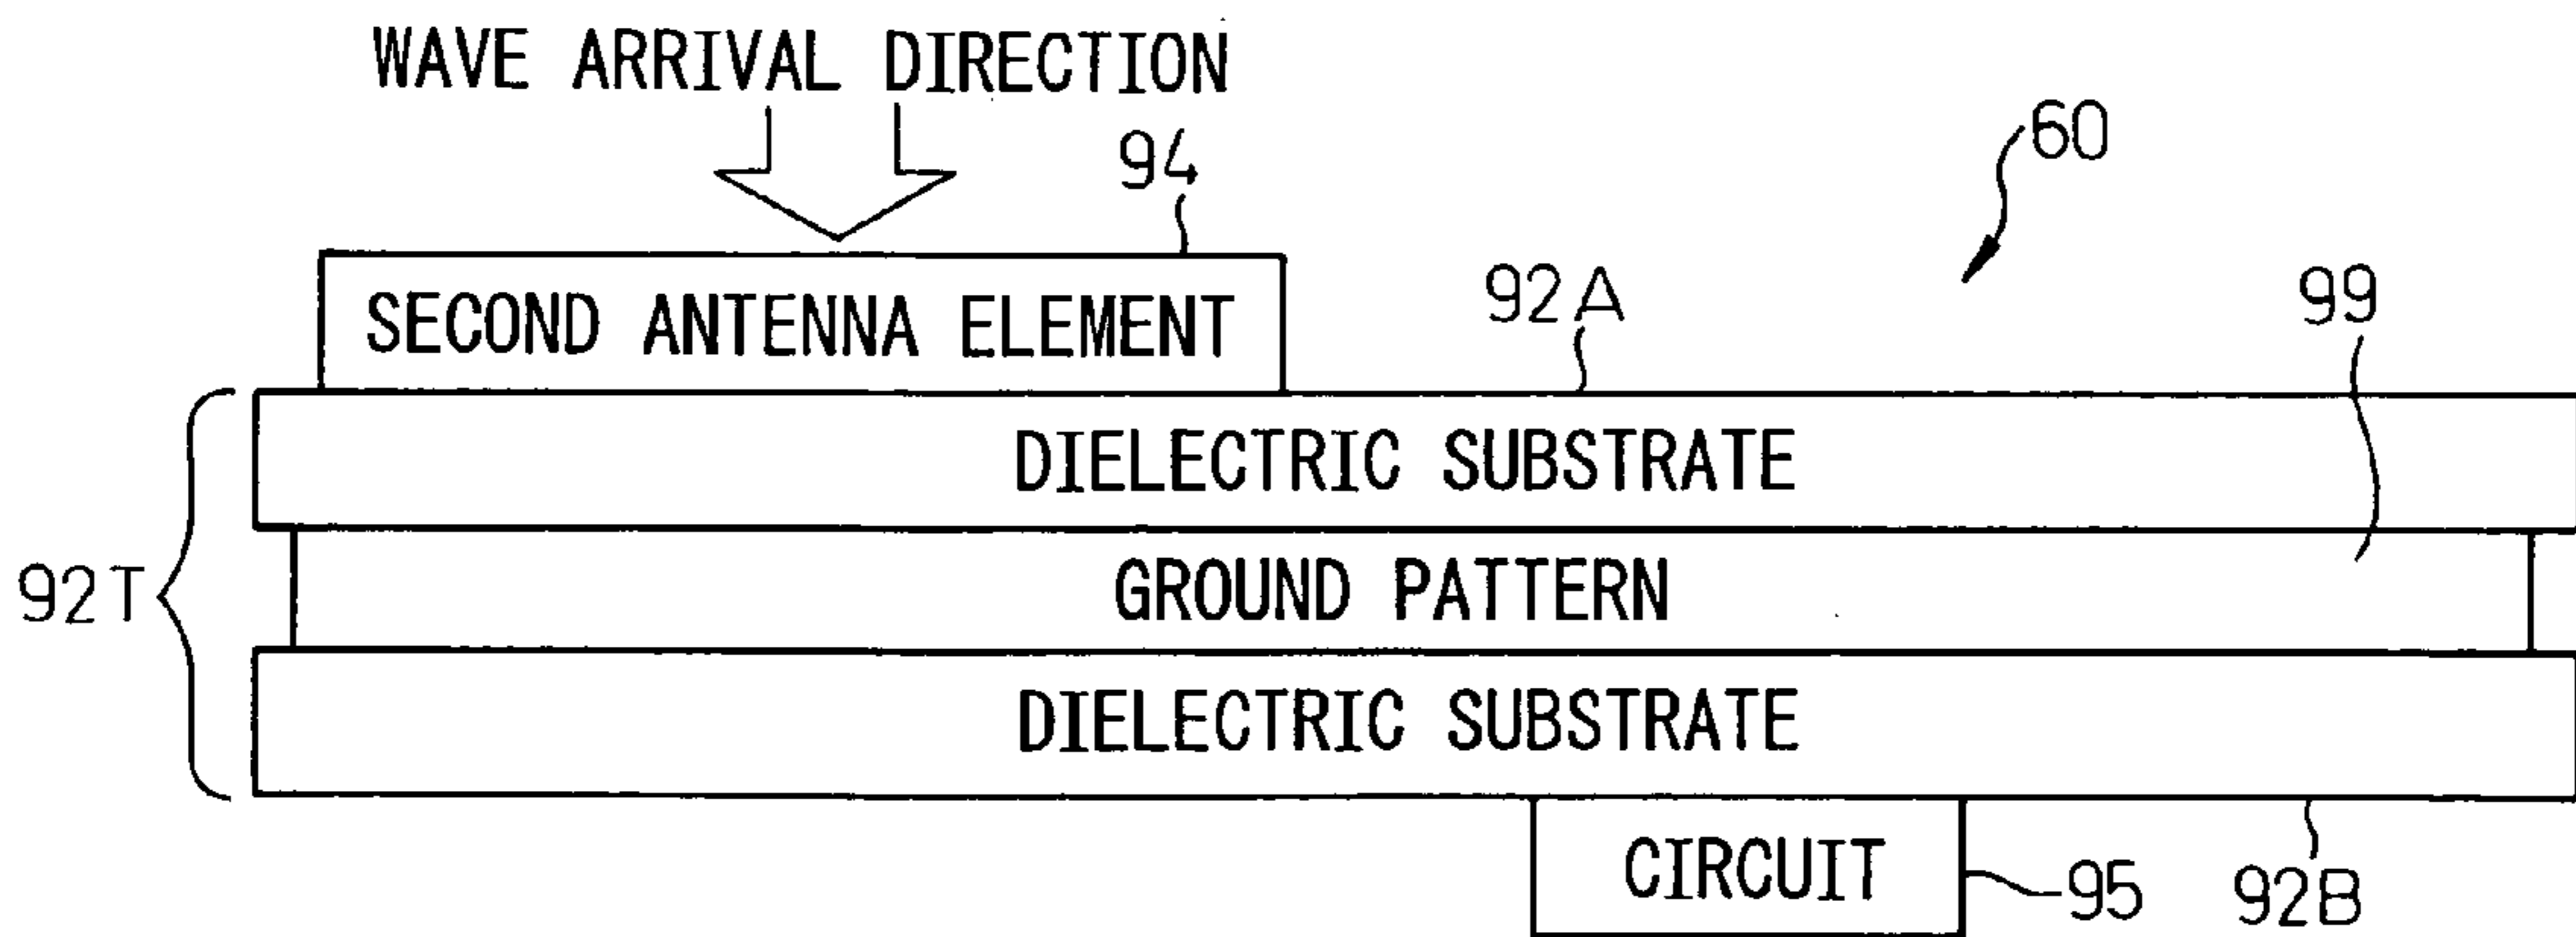 WAVE ARRIVAL DIRECTION
94
60
SECOND ANTENNA ELEMENT
92A
99
DIELECTRIC SUBSTRATE
92T
GROUND PATTERN
DIELECTRIC SUBSTRATE
CIRCUIT
95
92B